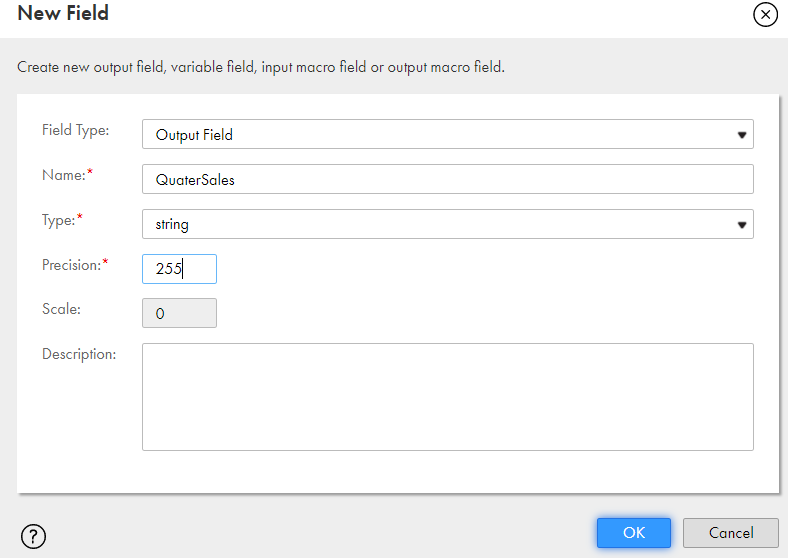 New Field
Create new output field, variable field, input macro field or output macro field.
Field Type: Output Field
Name:* QuaterSales
Type:* string
Precision:* 255
Scale: 0
Description:
? OK Cancel